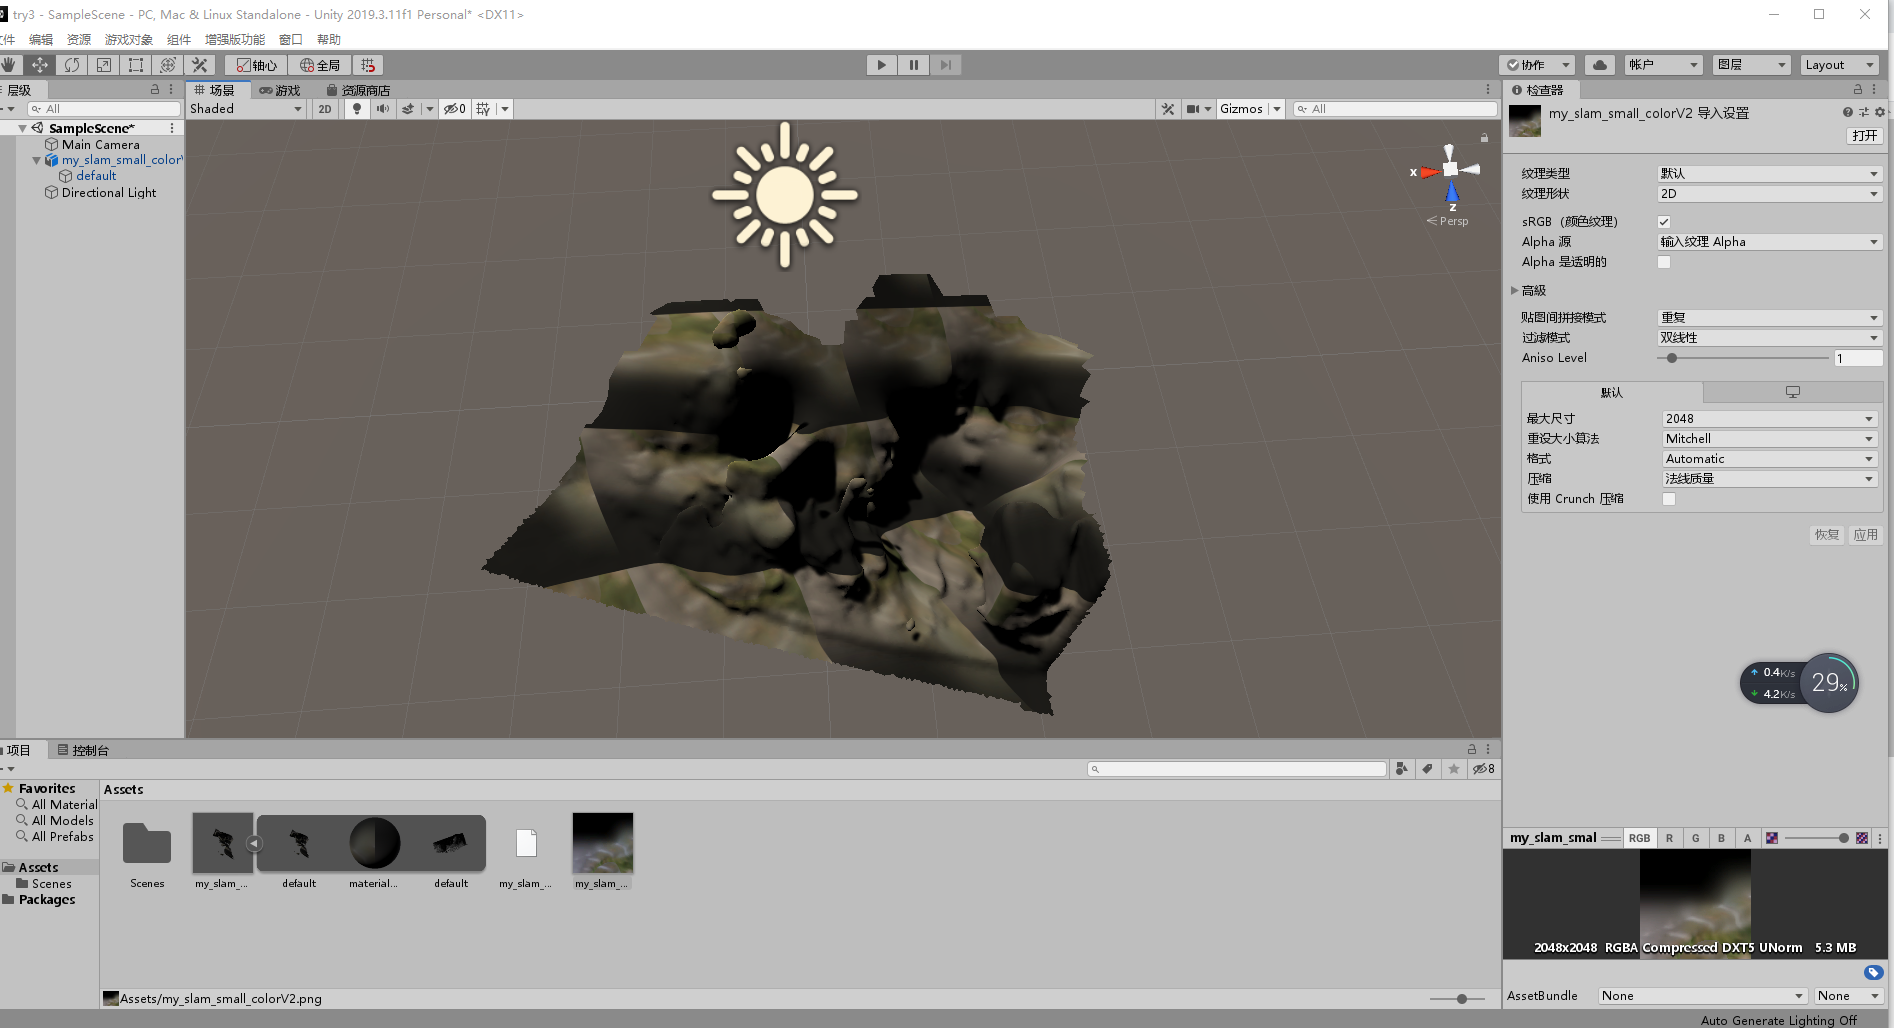 try3 - SampleScene - PC, Mac & Linux Standalone - Unity 2019.3.11f1 Personal* <DX11>
件 编辑 资源 游戏对象 组件 增强版功能 窗口 帮助
轴心 全局 协作 帐户 图层 Layout
层级
All
SampleScene*
Main Camera
my_slam_small_color
default
Directional Light
场景 游戏 资源商店
Shaded 2D 0 Gizmos All
x
z
Persp
检查器
my_slam_small_colorV2 导入设置
打开
纹理类型 默认
纹理形状 2D
sRGB（颜色纹理）
Alpha 源 输入纹理 Alpha
Alpha 是透明的
高级
贴图间拼接模式 重复
过滤模式 双线性
Aniso Level 1
默认
最大尺寸 2048
重设大小算法 Mitchell
格式 Automatic
压缩 法线质量
使用 Crunch 压缩
恢复 应用
0.4K/s
4.2K/s
29%
项目 控制台
8
Favorites
All Material
All Models
All Prefabs
Assets
Scenes
Packages
Assets
Scenes my_slam_... default material... default my_slam_... my_slam_...
Assets/my_slam_small_colorV2.png
my_slam_smal RGB R G B A
2048x2048 RGBA Compressed DXT5 UNorm 5.3 MB
AssetBundle None None
Auto Generate Lighting Off